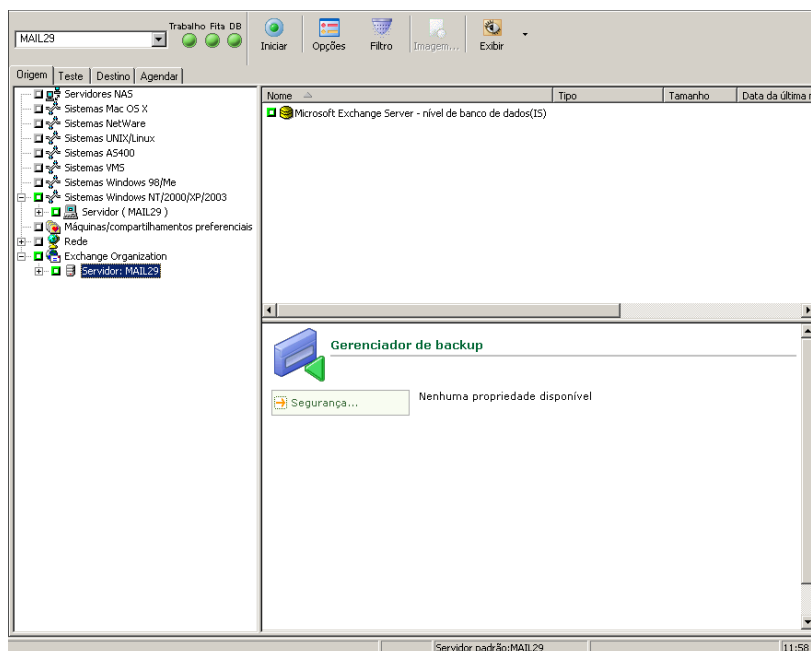 MAIL29
Trabalho Fita DB
Iniciar Opções Filtro Imagem... Exibir
Origem Teste Destino Agendar
Servidores NAS
Sistemas Mac OS X
Sistemas NetWare
Sistemas UNIX/Linux
Sistemas AS400
Sistemas VMS
Sistemas Windows 98/Me
Sistemas Windows NT/2000/XP/2003
Servidor ( MAIL29 )
Máquinas/compartilhamentos preferenciais
Rede
Exchange Organization
Servidor: MAIL29
Nome Tipo Tamanho Data da última
Microsoft Exchange Server - nível de banco de dados(IS)
Gerenciador de backup
Segurança...
Nenhuma propriedade disponível
Servidor padrão:MAIL29
11:58